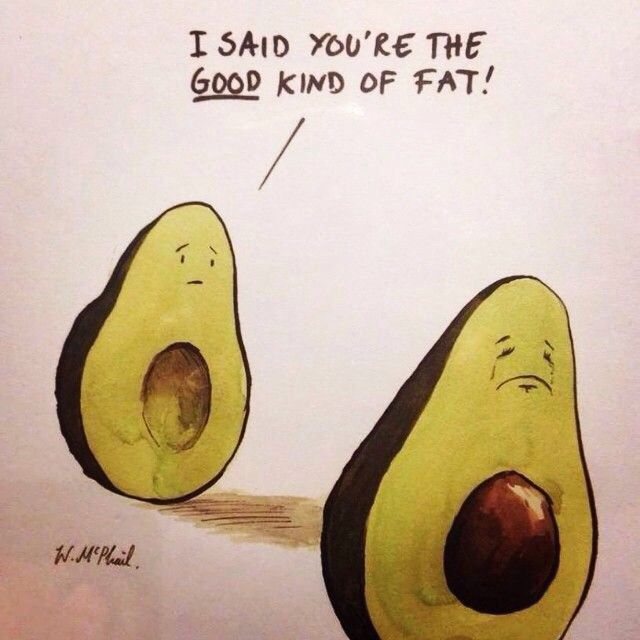 I SAID YOU'RE THE
GOOD KIND OF FAT!
W. McPhail.